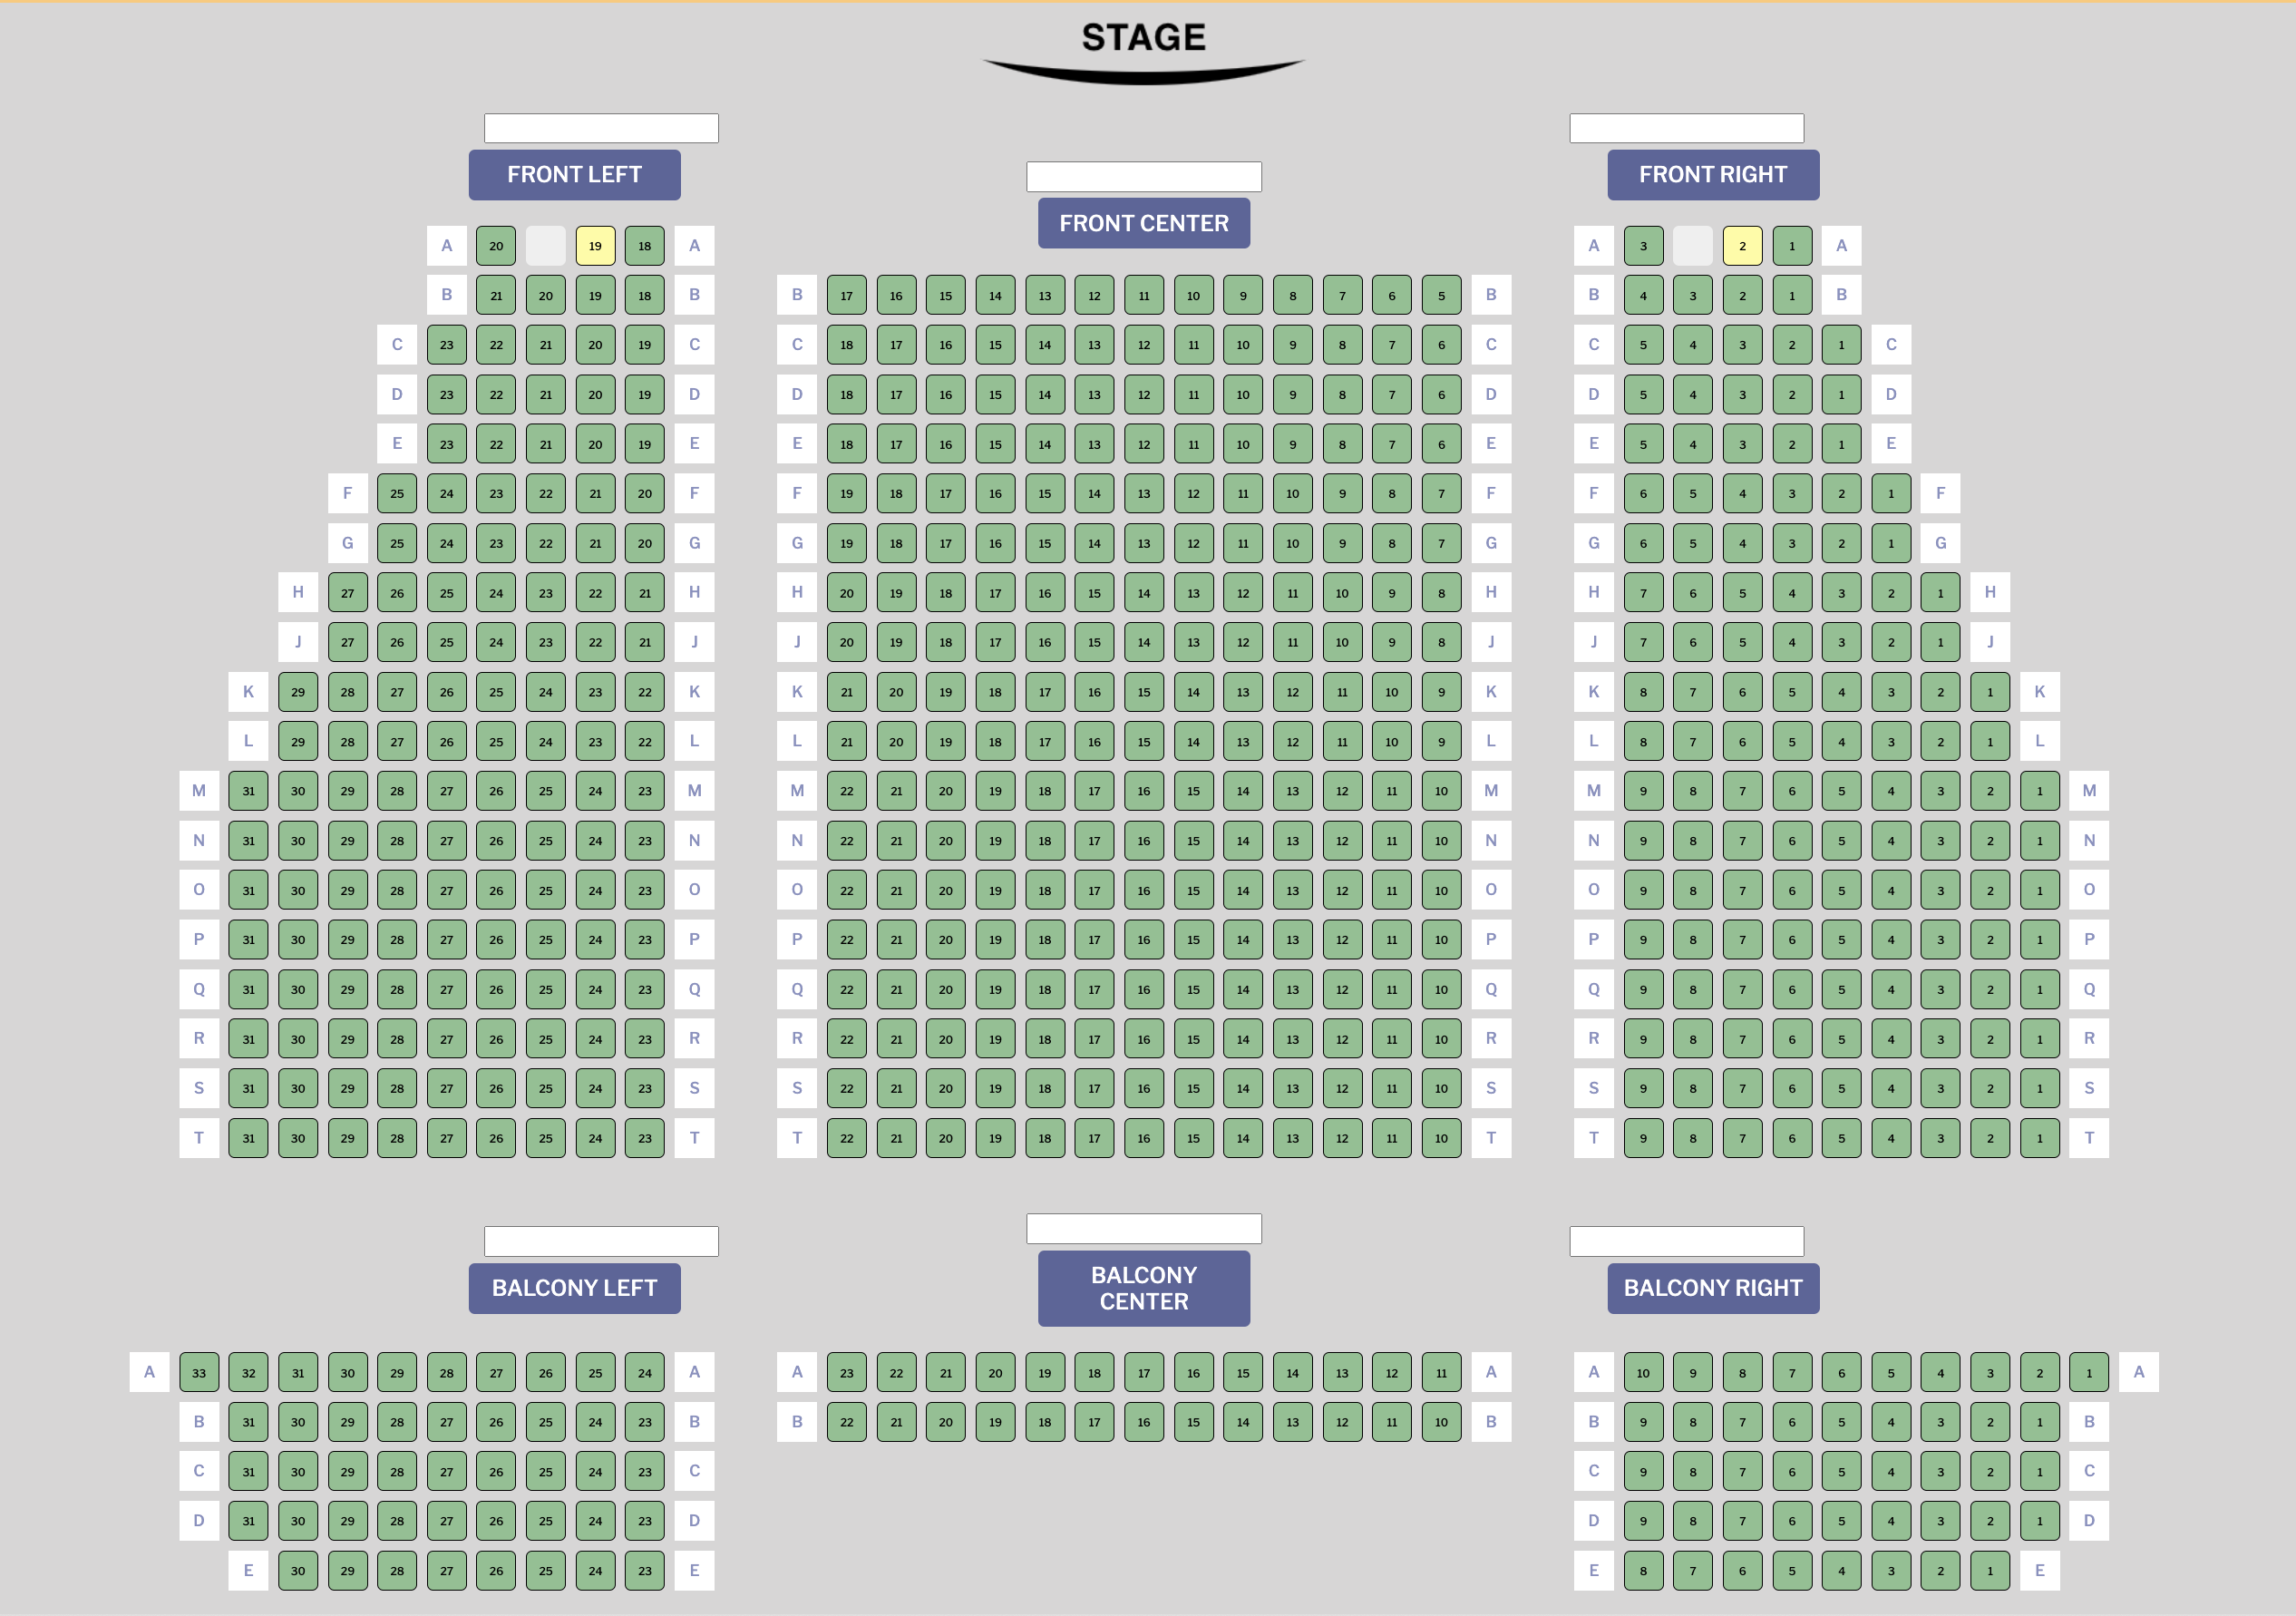 STAGE
FRONT LEFT
FRONT RIGHT
FRONT CENTER
A 20 19 18 A A 3 2 1 A
B 21 20 19 18 B B 17 16 15 14 13 12 11 10 9 8 7 6 5 B B 4 3 2 1 B
C 23 22 21 20 19 C C 18 17 16 15 14 13 12 11 10 9 8 7 6 C C 5 4 3 2 1 C
D 23 22 21 20 19 D D 18 17 16 15 14 13 12 11 10 9 8 7 6 D D 5 4 3 2 1 D
E 23 22 21 20 19 E E 18 17 16 15 14 13 12 11 10 9 8 7 6 E E 5 4 3 2 1 E
F 25 24 23 22 21 20 F F 19 18 17 16 15 14 13 12 11 10 9 8 7 F F 6 5 4 3 2 1 F
G 25 24 23 22 21 20 G G 19 18 17 16 15 14 13 12 11 10 9 8 7 G G 6 5 4 3 2 1 G
H 27 26 25 24 23 22 21 H H 20 19 18 17 16 15 14 13 12 11 10 9 8 H H 7 6 5 4 3 2 1 H
J 27 26 25 24 23 22 21 J J 20 19 18 17 16 15 14 13 12 11 10 9 8 J J 7 6 5 4 3 2 1 J
K 29 28 27 26 25 24 23 22 K K 21 20 19 18 17 16 15 14 13 12 11 10 9 K K 8 7 6 5 4 3 2 1 K
L 29 28 27 26 25 24 23 22 L L 21 20 19 18 17 16 15 14 13 12 11 10 9 L L 8 7 6 5 4 3 2 1 L
M 31 30 29 28 27 26 25 24 23 M M 22 21 20 19 18 17 16 15 14 13 12 11 10 M M 9 8 7 6 5 4 3 2 1 M
N 31 30 29 28 27 26 25 24 23 N N 22 21 20 19 18 17 16 15 14 13 12 11 10 N N 9 8 7 6 5 4 3 2 1 N
O 31 30 29 28 27 26 25 24 23 O O 22 21 20 19 18 17 16 15 14 13 12 11 10 O O 9 8 7 6 5 4 3 2 1 O
P 31 30 29 28 27 26 25 24 23 P P 22 21 20 19 18 17 16 15 14 13 12 11 10 P P 9 8 7 6 5 4 3 2 1 P
Q 31 30 29 28 27 26 25 24 23 Q Q 22 21 20 19 18 17 16 15 14 13 12 11 10 Q Q 9 8 7 6 5 4 3 2 1 Q
R 31 30 29 28 27 26 25 24 23 R R 22 21 20 19 18 17 16 15 14 13 12 11 10 R R 9 8 7 6 5 4 3 2 1 R
S 31 30 29 28 27 26 25 24 23 S S 22 21 20 19 18 17 16 15 14 13 12 11 10 S S 9 8 7 6 5 4 3 2 1 S
T 31 30 29 28 27 26 25 24 23 T T 22 21 20 19 18 17 16 15 14 13 12 11 10 T T 9 8 7 6 5 4 3 2 1 T
BALCONY LEFT
BALCONY
CENTER
BALCONY RIGHT
A 33 32 31 30 29 28 27 26 25 24 A A 23 22 21 20 19 18 17 16 15 14 13 12 11 A A 10 9 8 7 6 5 4 3 2 1 A
B 31 30 29 28 27 26 25 24 23 B B 22 21 20 19 18 17 16 15 14 13 12 11 10 B B 9 8 7 6 5 4 3 2 1 B
C 31 30 29 28 27 26 25 24 23 C C 9 8 7 6 5 4 3 2 1 C
D 31 30 29 28 27 26 25 24 23 D D 9 8 7 6 5 4 3 2 1 D
E 30 29 28 27 26 25 24 23 E E 8 7 6 5 4 3 2 1 E